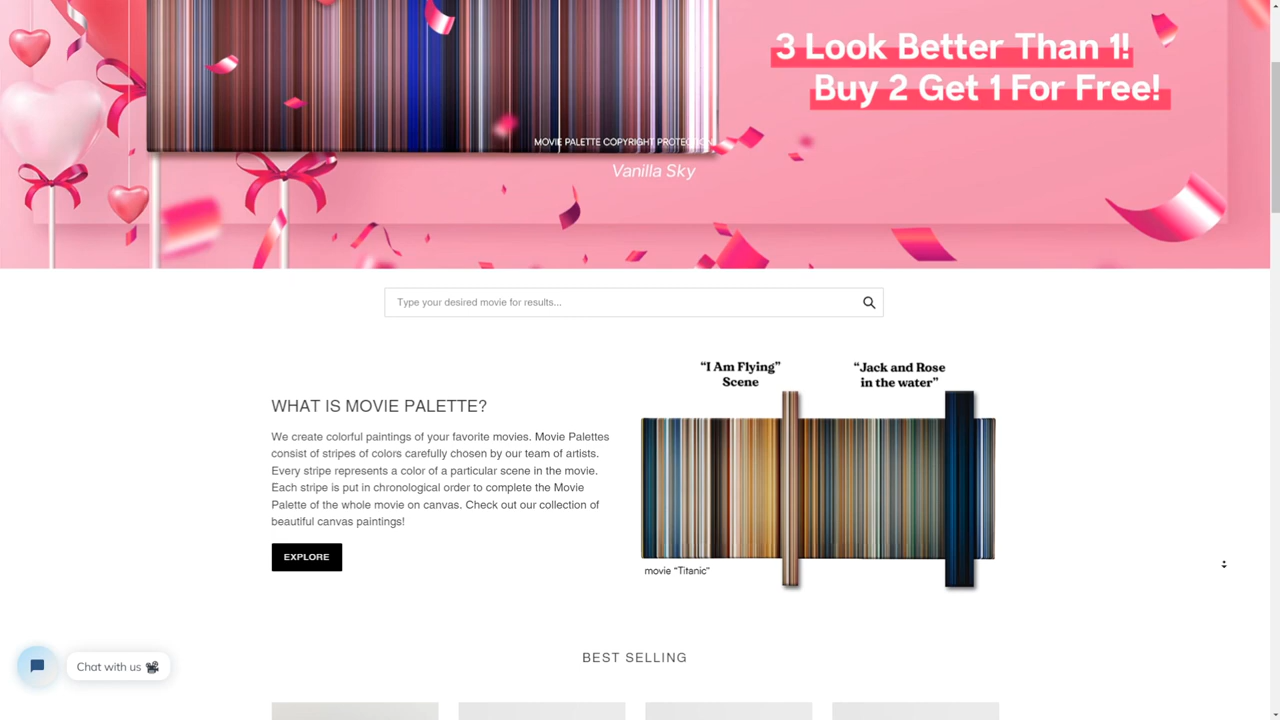 3 Look Better Than 1!
Buy 2 Get 1 For Free!
MOVIE PALETTE COPYRIGHT PROTECTION
Vanilla Sky
Type your desired movie for results...
“I Am Flying”
Scene
“Jack and Rose
in the water”
WHAT IS MOVIE PALETTE?
We create colorful paintings of your favorite movies. Movie Palettes
consist of stripes of colors carefully chosen by our team of artists.
Every stripe represents a color of a particular scene in the movie.
Each stripe is put in chronological order to complete the Movie
Palette of the whole movie on canvas. Check out our collection of
beautiful canvas paintings!
EXPLORE
movie “Titanic”
BEST SELLING
Chat with us